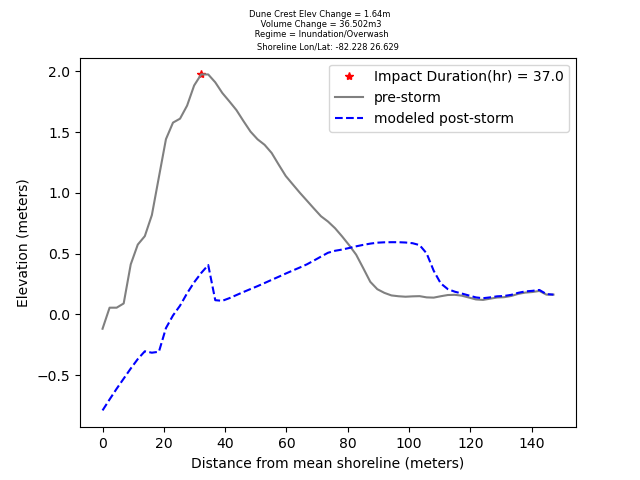 Dune Crest Elev Change = 1.64m
Volume Change = 36.502m3
Regime = Inundation/Overwash
Shoreline Lon/Lat: -82.228 26.629
Impact Duration(hr) = 37.0
pre-storm
modeled post-storm
2.0
1.5
1.0
0.5
0.0
−0.5
Elevation (meters)
0 20 40 60 80 100 120 140
Distance from mean shoreline (meters)